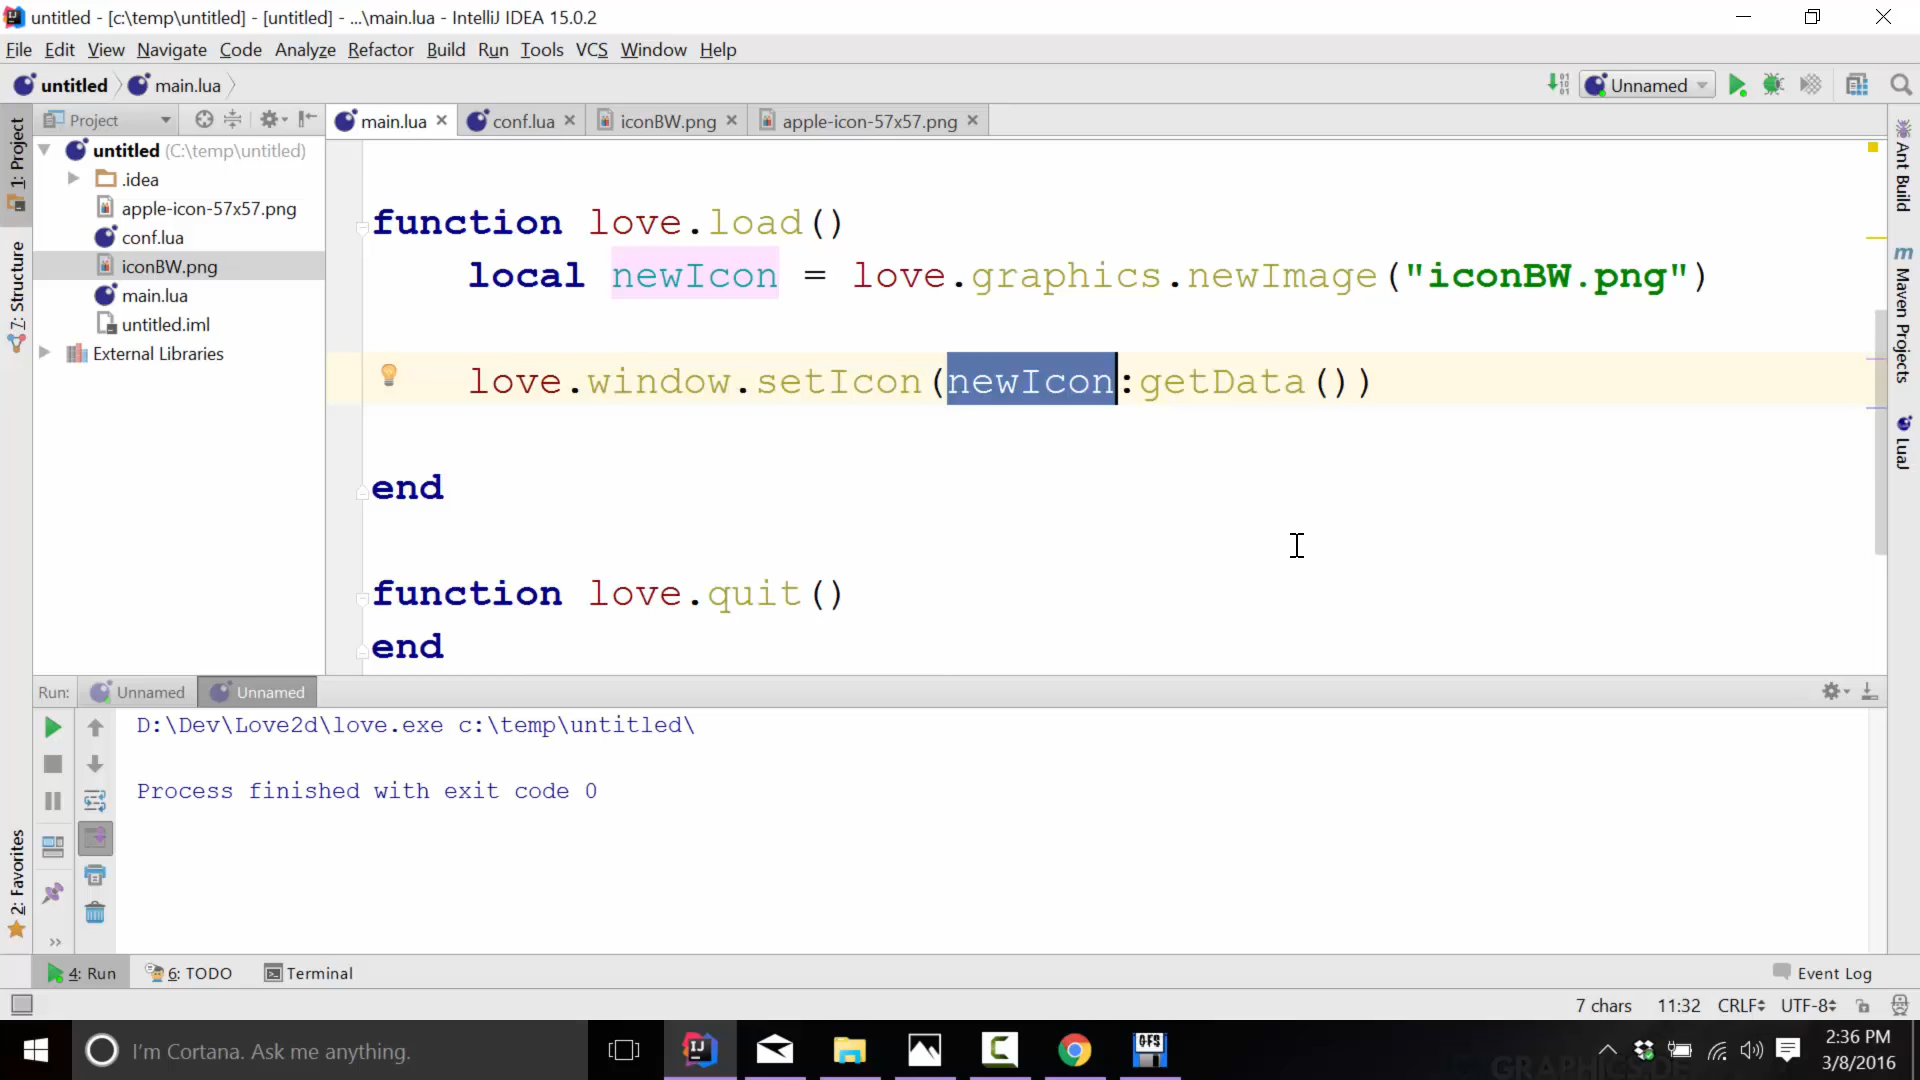 untitled - [c:\temp\untitled] - [untitled] - ...\main.lua - IntelliJ IDEA 15.0.2
File Edit View Navigate Code Analyze Refactor Build Run Tools VCS Window Help
untitled main.lua Unnamed
Project main.lua conf.lua iconBW.png apple-icon-57x57.png
1: Project
7: Structure
2: Favorites
untitled (C:\temp\untitled)
.idea
apple-icon-57x57.png
conf.lua
iconBW.png
main.lua
untitled.iml
External Libraries
function love.load()
local newIcon = love.graphics.newImage("iconBW.png")
love.window.setIcon(newIcon:getData())
end
function love.quit()
end
Ant Build
m Maven Projects
LuaJ
Run: Unnamed Unnamed
D:\Dev\Love2d\love.exe c:\temp\untitled\
Process finished with exit code 0
4: Run 6: TODO Terminal Event Log
7 chars 11:32 CRLF UTF-8
I'm Cortana. Ask me anything.
2:36 PM
3/8/2016